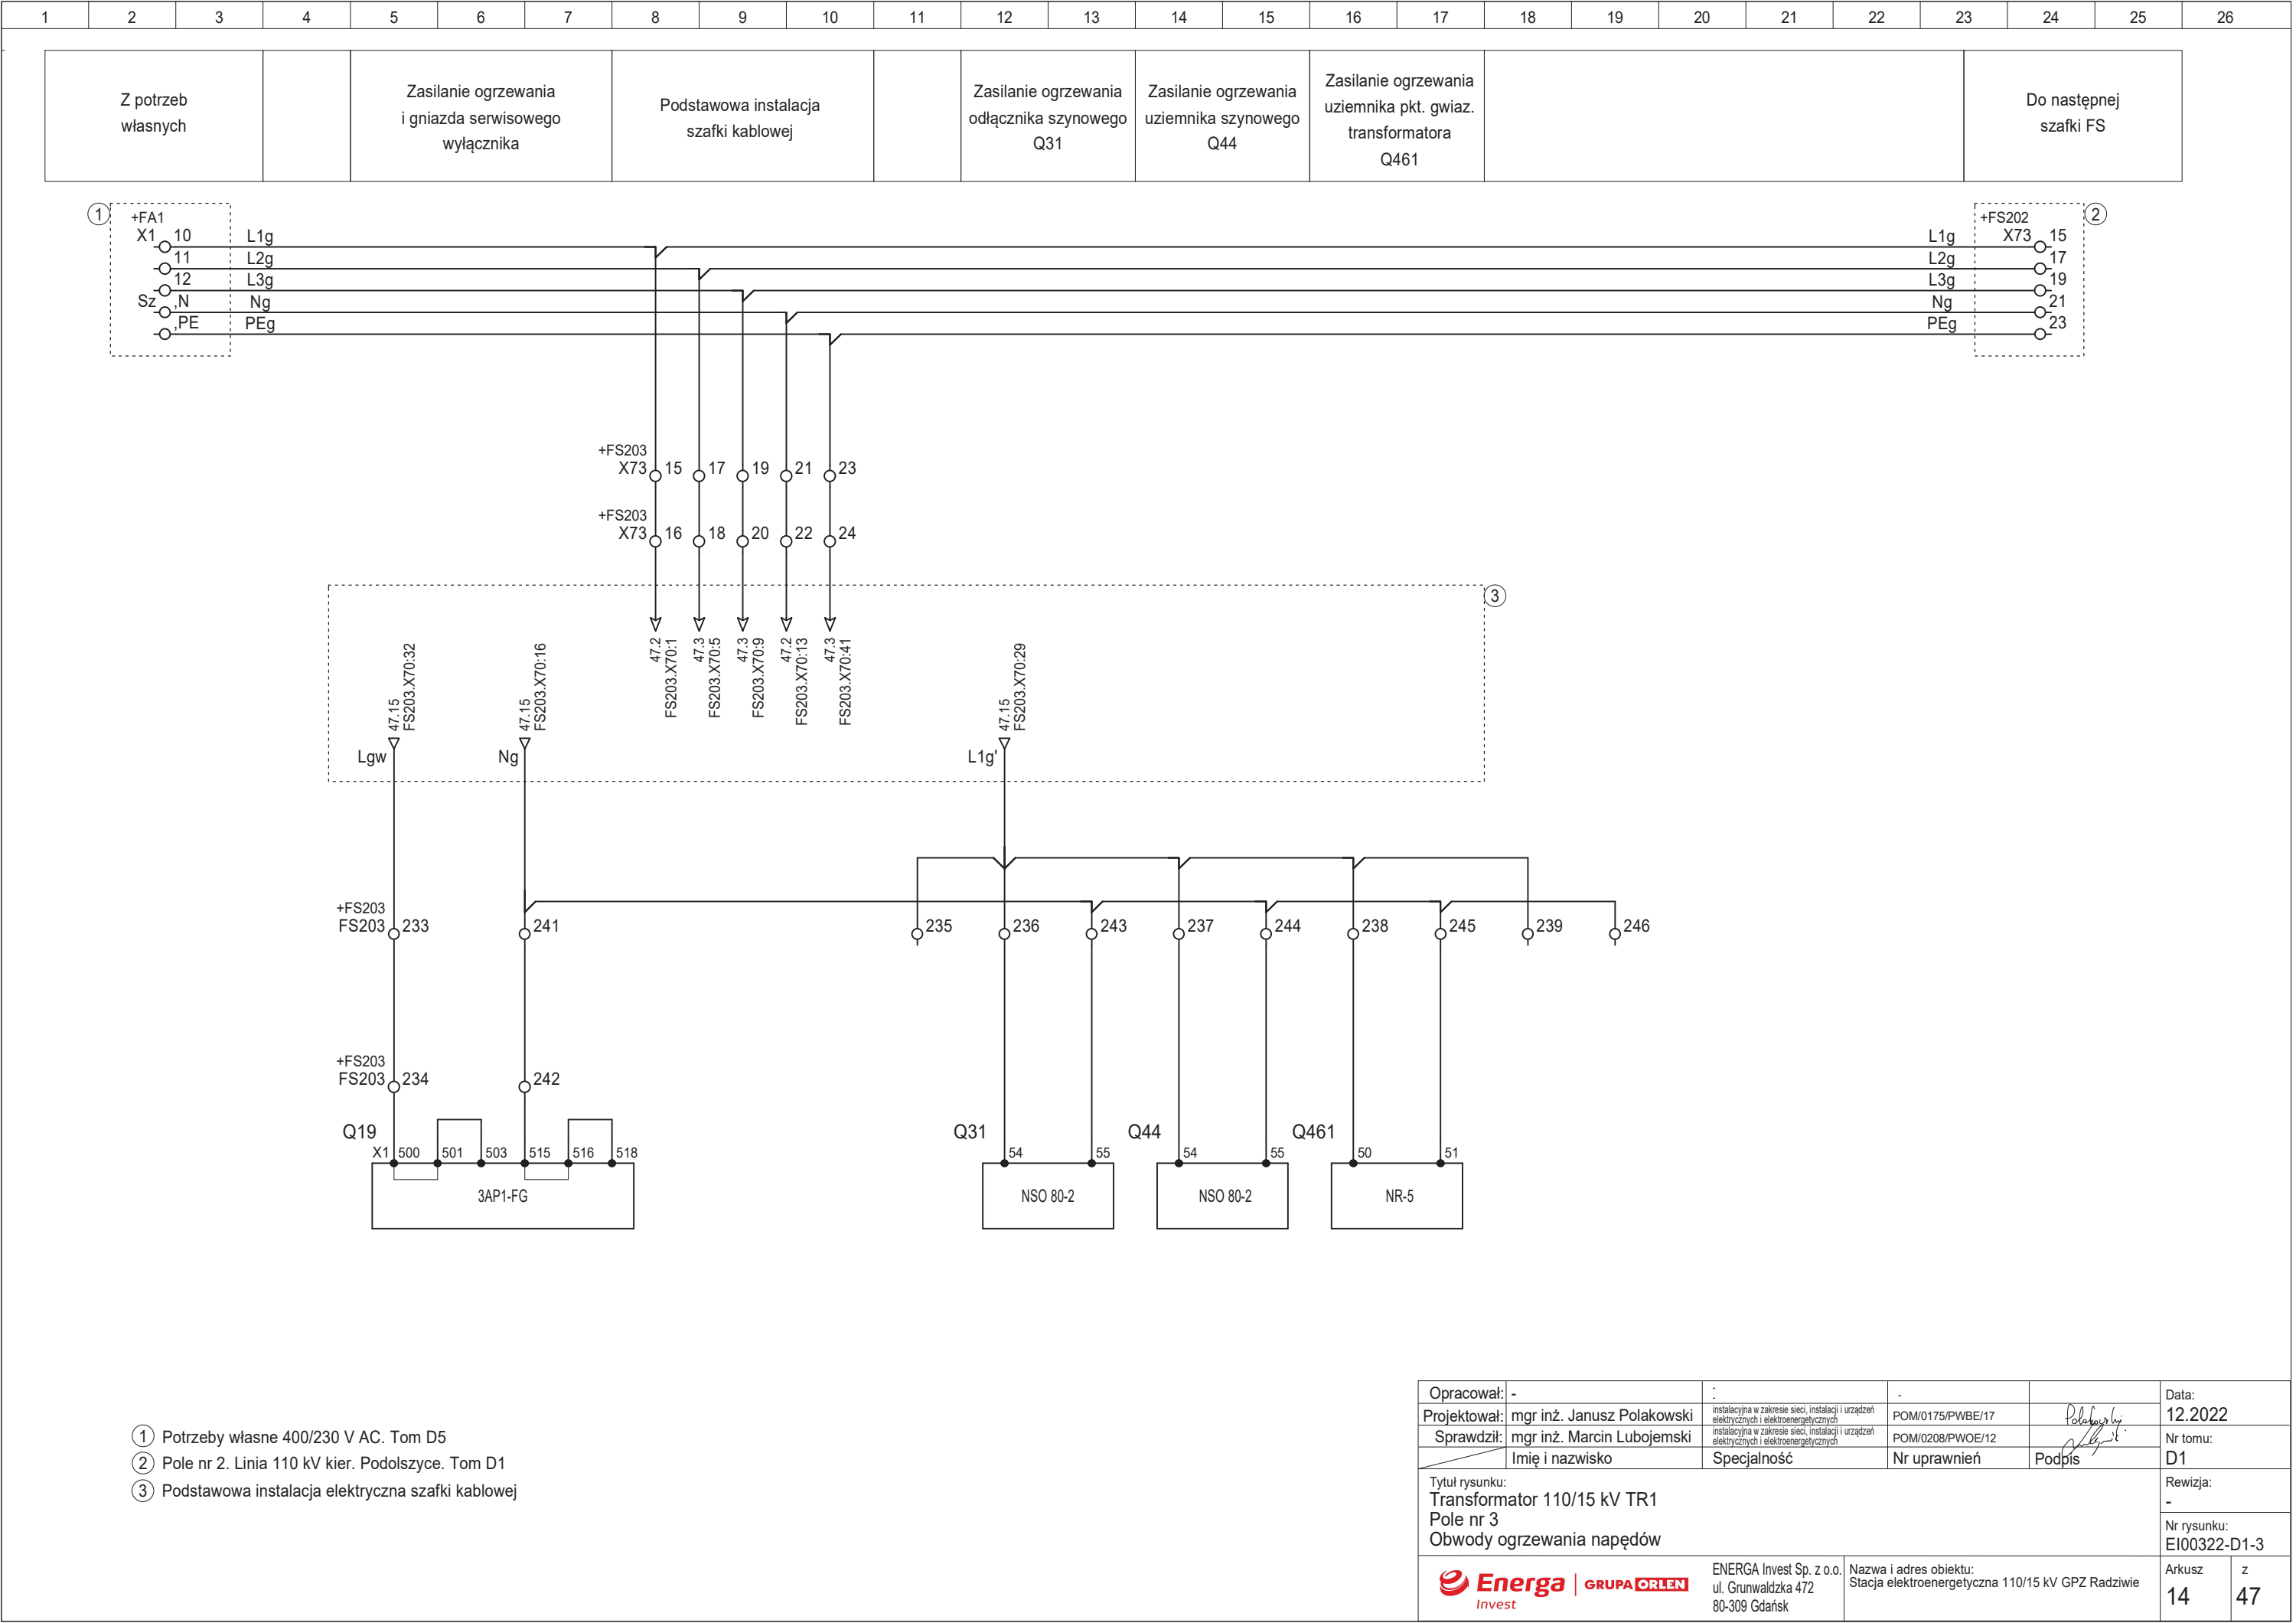 1 2 3 4 5 6 7 8 9 10 11 12 13 14 15 16 17 18 19 20 21 22 23 24 25 26
Z potrzeb
własnych
Zasilanie ogrzewania
i gniazda serwisowego
wyłącznika
Podstawowa instalacja
szafki kablowej
Zasilanie ogrzewania
odłącznika szynowego
Q31
Zasilanie ogrzewania
uziemnika szynowego
Q44
Zasilanie ogrzewania
uziemnika pkt. gwiaz.
transformatora
Q461
Do następnej
szafki FS
1
+FA1
X1 10 L1g
11 L2g
12 L3g
Sz ,N Ng
,PE PEg
2
+FS202
L1g X73 15
L2g 17
L3g 19
Ng 21
PEg 23
+FS203
X73 15 17 19 21 23
+FS203
X73 16 18 20 22 24
3
47.2
FS203.X70:1
47.3
FS203.X70:5
47.3
FS203.X70:9
47.2
FS203.X70:13
47.3
FS203.X70:41
47.15
FS203.X70:32
Lgw
47.15
FS203.X70:16
Ng
47.15
FS203.X70:29
L1g'
+FS203
FS203 233 241 235 236 243 237 244 238 245 239 246
+FS203
FS203 234 242
Q19
X1 500 501 503 515 516 518
3AP1-FG
Q31
54 55
NSO 80-2
Q44
54 55
NSO 80-2
Q461
50 51
NR-5
1 Potrzeby własne 400/230 V AC. Tom D5
2 Pole nr 2. Linia 110 kV kier. Podolszyce. Tom D1
3 Podstawowa instalacja elektryczna szafki kablowej
Opracował: - - - -
Projektował: mgr inż. Janusz Polakowski
instalacyjna w zakresie sieci, instalacji i urządzeń
elektrycznych i elektroenergetycznych
POM/0175/PWBE/17
Sprawdził: mgr inż. Marcin Lubojemski
instalacyjna w zakresie sieci, instalacji i urządzeń
elektrycznych i elektroenergetycznych
POM/0208/PWOE/12
Imię i nazwisko Specjalność Nr uprawnień Podpis
Data:
12.2022
Nr tomu:
D1
Rewizja:
-
Nr rysunku:
EI00322-D1-3
Arkusz z
14 47
Tytuł rysunku:
Transformator 110/15 kV TR1
Pole nr 3
Obwody ogrzewania napędów
Energa GRUPA ORLEN
Invest
ENERGA Invest Sp. z o.o.
ul. Grunwaldzka 472
80-309 Gdańsk
Nazwa i adres obiektu:
Stacja elektroenergetyczna 110/15 kV GPZ Radziwie